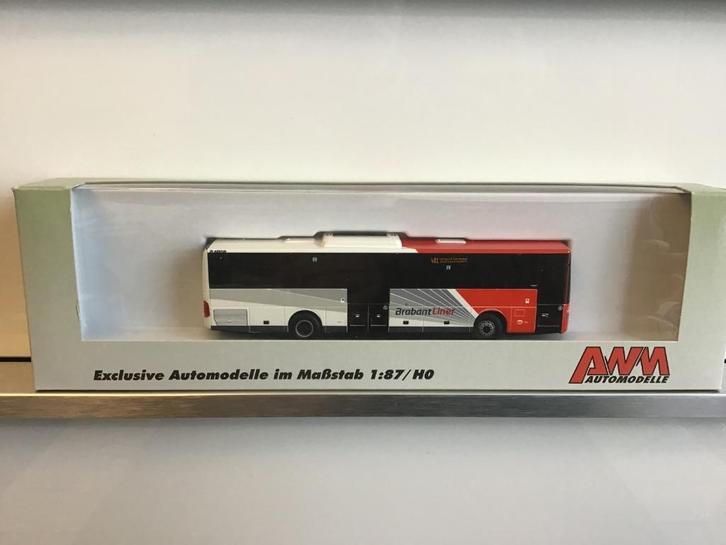 BrabantLiner
Exclusive Automodelle im Maßstab 1:87/H0
AWM
AUTOMODELLE